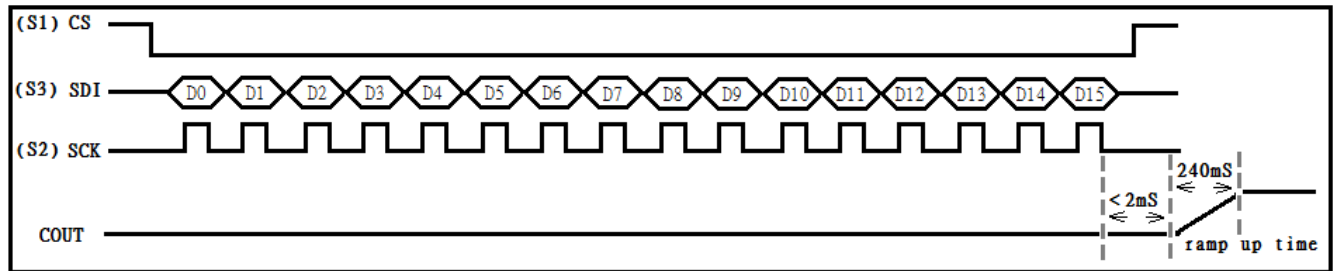 (S1) CS
(S3) SDI D0 D1 D2 D3 D4 D5 D6 D7 D8 D9 D10 D11 D12 D13 D14 D15
(S2) SCK
240mS
<2mS
COUT
ramp up time